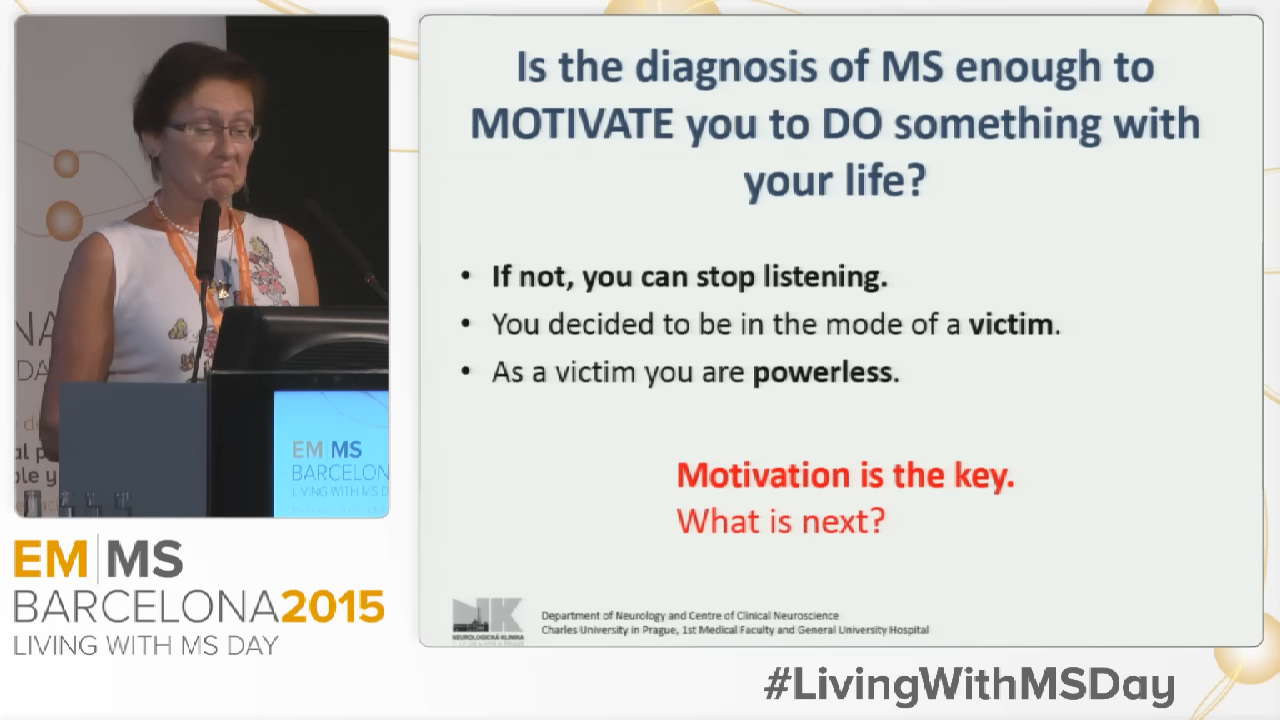 Is the diagnosis of MS enough to
MOTIVATE you to DO something with
your life?
• If not, you can stop listening.
• You decided to be in the mode of a victim.
• As a victim you are powerless.
Motivation is the key.
What is next?
NK
NEUROLOGICKÁ KLINIKA
Department of Neurology and Centre of Clinical Neuroscience
Charles University in Prague, 1st Medical Faculty and General University Hospital
EM|MS
BARCELONA
LIVING WITH MS D
EM|MS
BARCELONA2015
LIVING WITH MS DAY
#LivingWithMSDay